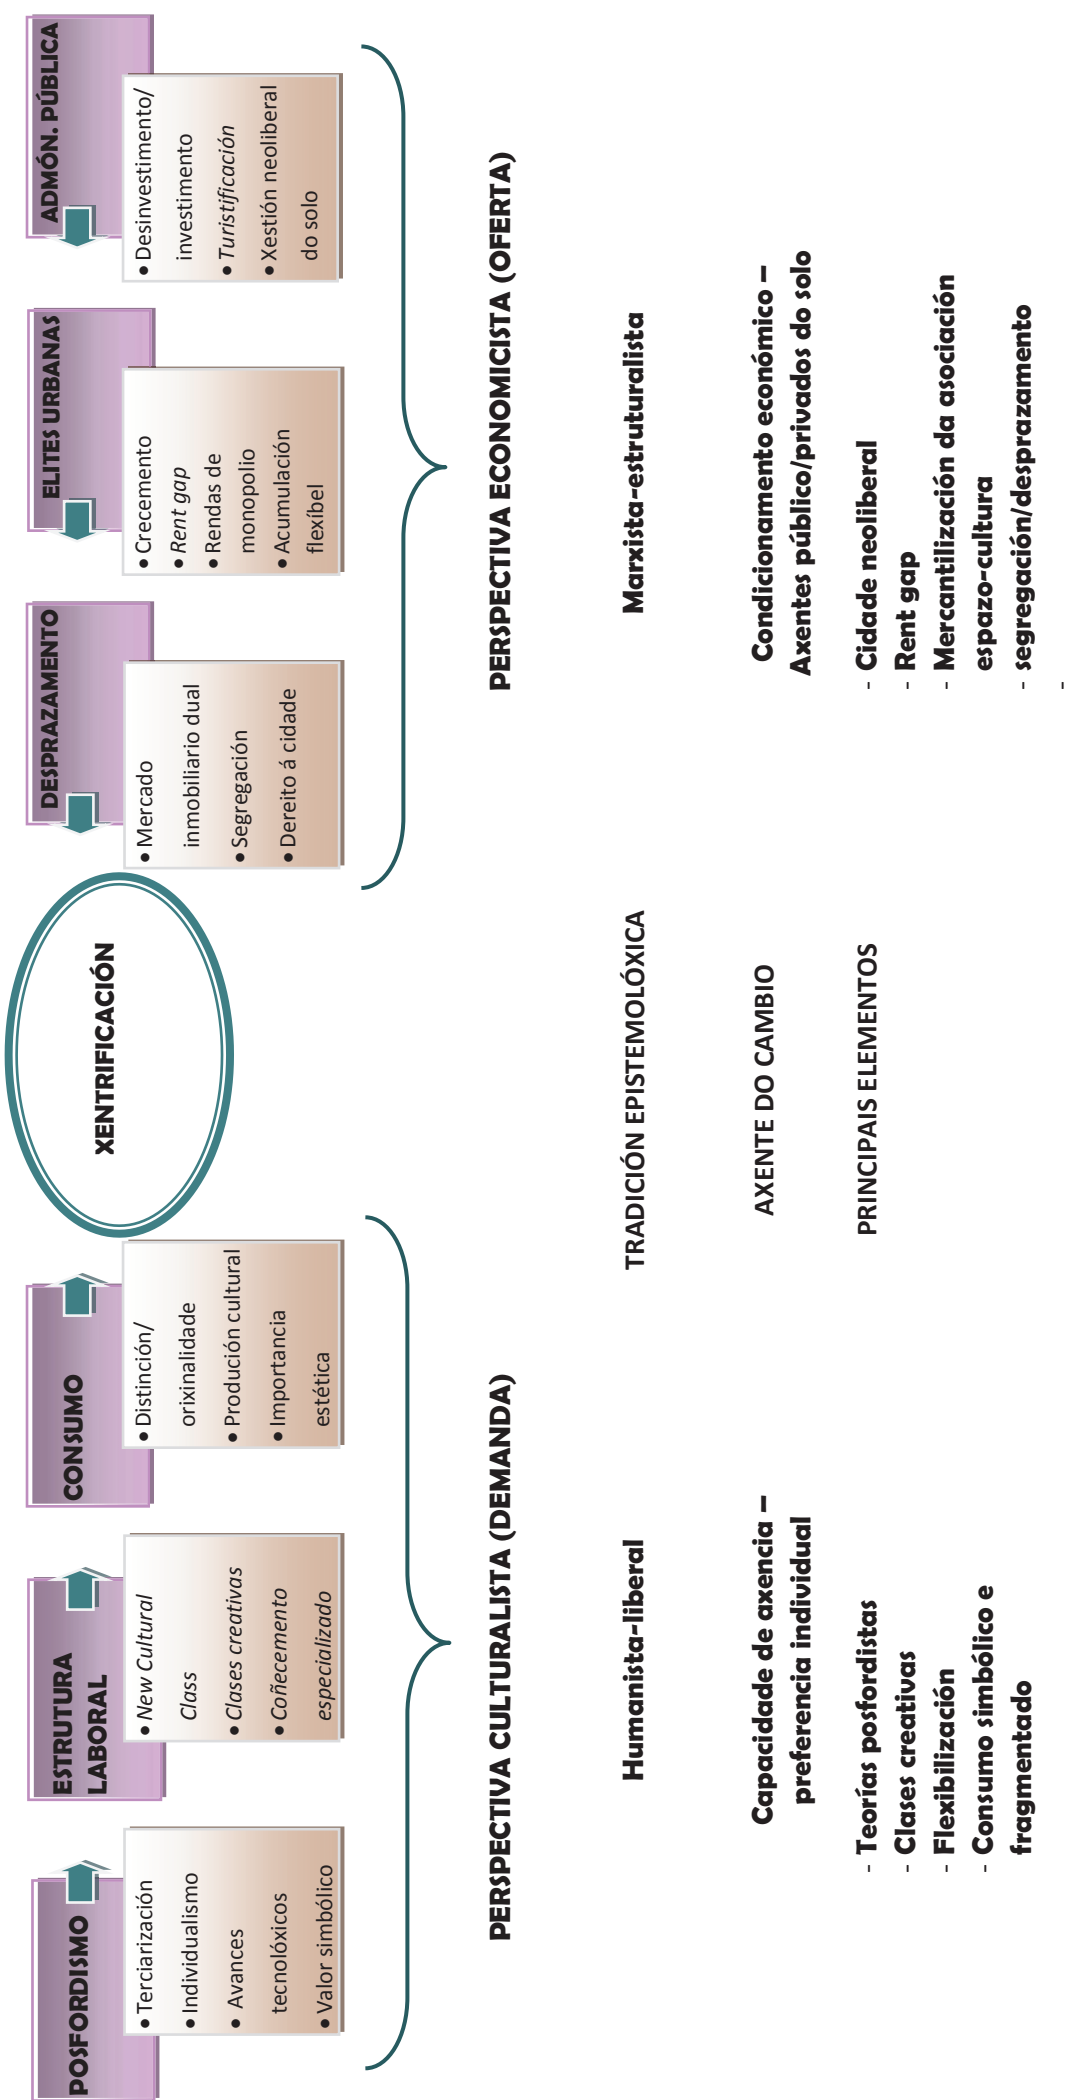 POSFORDISMO
• Terciarización
• Individualismo
• Avances
tecnolóxicos
• Valor simbólico
ESTRUTURA
LABORAL
• New Cultural
Class
• Clases creativas
• Coñecemento
especializado
CONSUMO
• Distinción/
orixinalidade
• Produción cultural
• Importancia
estética
XENTRIFICACIÓN
DESPRAZAMENTO
• Mercado
inmobiliario dual
• Segregación
• Dereito á cidade
ELITES URBANAS
• Crecemento
• Rent gap
• Rendas de
monopolio
• Acumulación
flexíbel
ADMÓN. PÚBLICA
• Desinvestimento/
investimento
• Turistificación
• Xestión neoliberal
do solo
PERSPECTIVA CULTURALISTA (DEMANDA)
PERSPECTIVA ECONOMICISTA (OFERTA)
Humanista-liberal
TRADICIÓN EPISTEMOLÓXICA
Marxista-estruturalista
Capacidade de axencia –
preferencia individual
AXENTE DO CAMBIO
Condicionamento económico –
Axentes público/privados do solo
- Teorías posfordistas
- Clases creativas
- Flexibilización
- Consumo simbólico e
fragmentado
PRINCIPAIS ELEMENTOS
- Cidade neoliberal
- Rent gap
- Mercantilización da asociación
espazo-cultura
- segregación/desprazamento
-